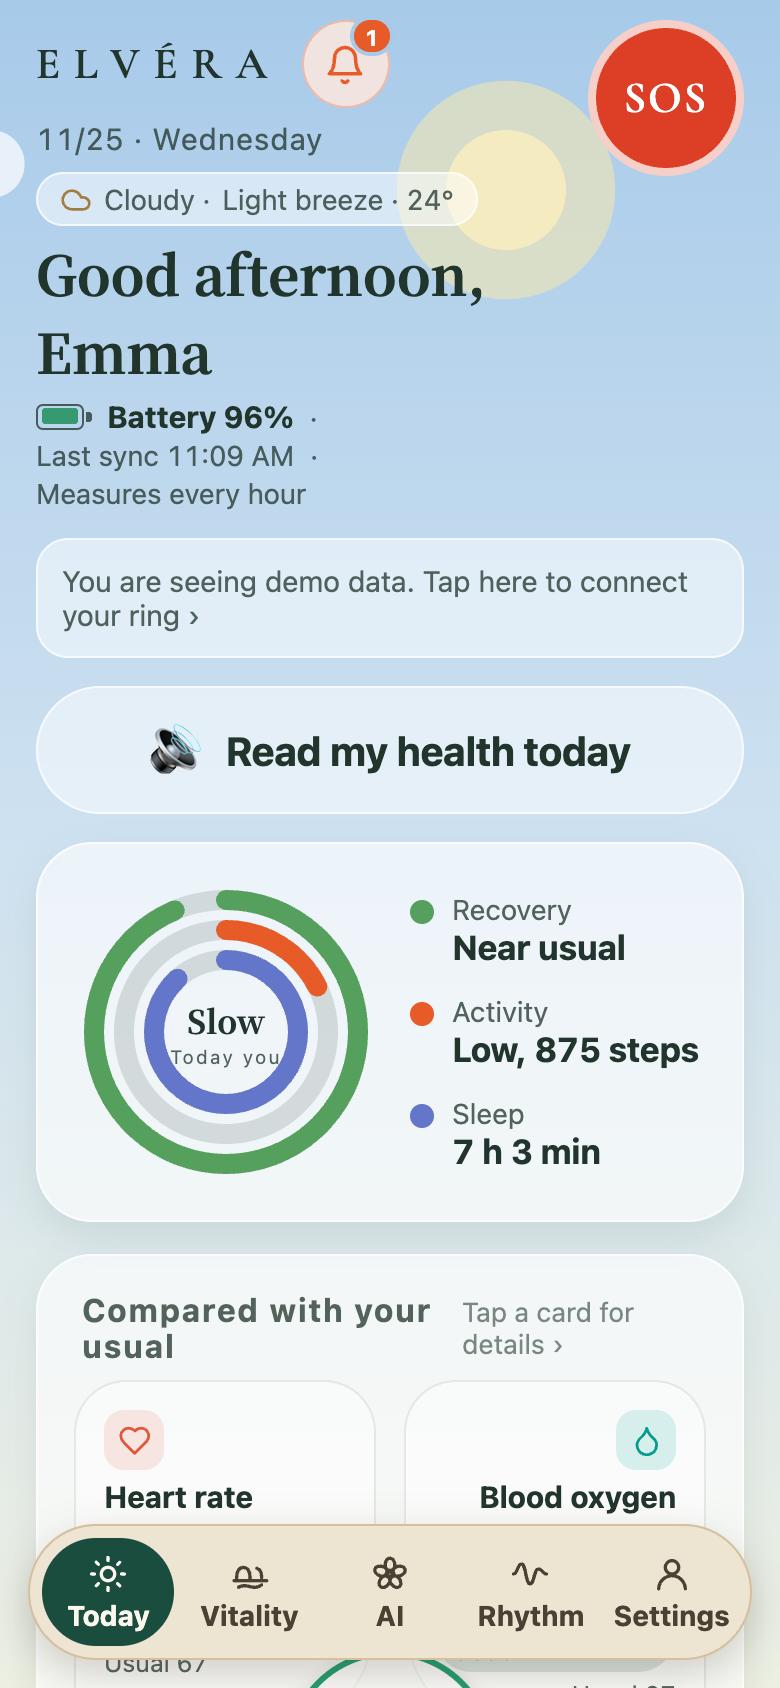 ELVÉRA
1
SOS
11/25 · Wednesday
Cloudy · Light breeze · 24°
Good afternoon,
Emma
Battery 96% ·
Last sync 11:09 AM ·
Measures every hour
You are seeing demo data. Tap here to connect
your ring ›
Read my health today
Slow
Today you
Recovery
Near usual
Activity
Low, 875 steps
Sleep
7 h 3 min
Compared with your
usual
Tap a card for
details ›
Heart rate
Blood oxygen
Today
Vitality
AI
Rhythm
Settings
Usual 67